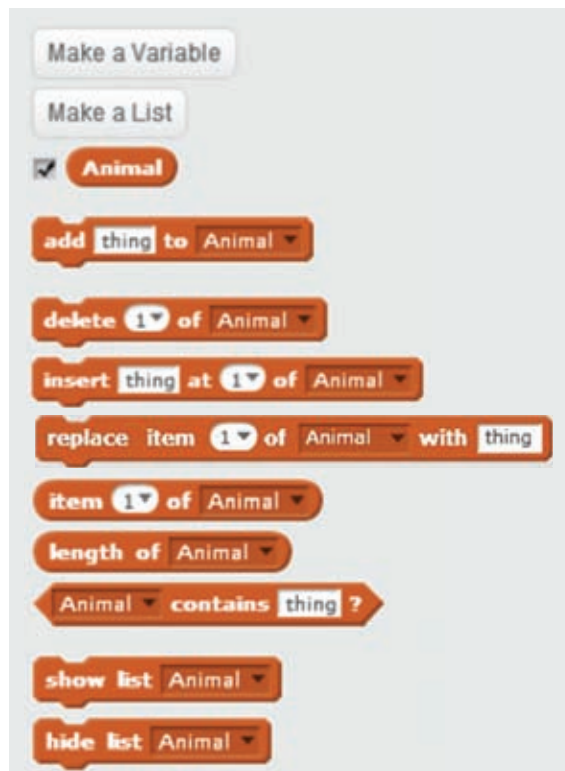 Make a Variable
Make a List
Animal
add thing to Animal
delete 1 of Animal
insert thing at 1 of Animal
replace item 1 of Animal with thing
item 1 of Animal
length of Animal
Animal contains thing ?
show list Animal
hide list Animal